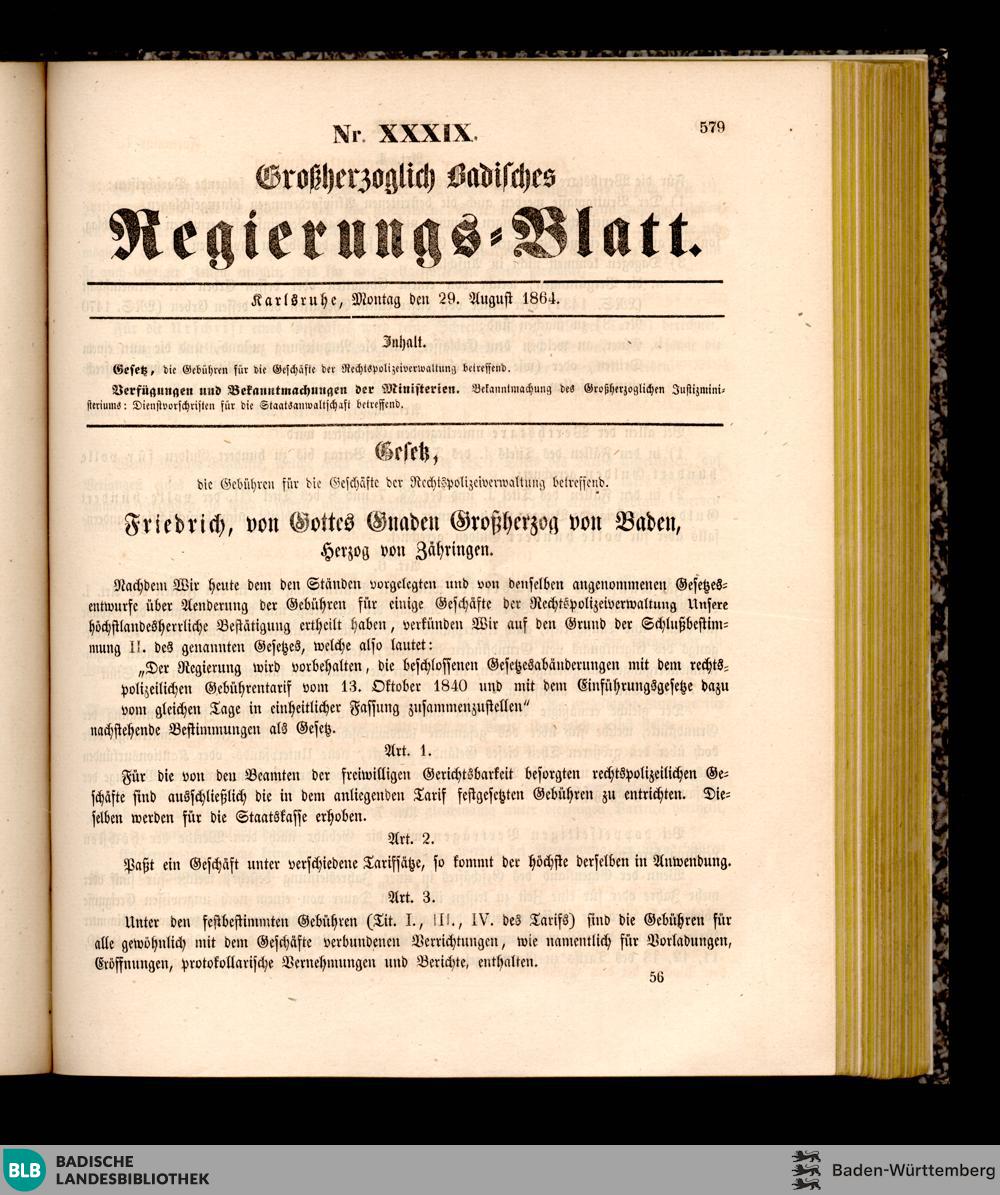 Nr. XXXIX.
579
Großherzoglich Badisches
Regierungs-Blatt.
Karlsruhe, Montag den 29. August 1864.
Inhalt.
Gesetz, die Gebühren für die Geschäfte der Rechtspolizeiverwaltung betreffend.
Verfügungen und Bekanntmachungen der Ministerien. Bekanntmachung des Großherzoglichen Justizmini-
steriums: Dienstvorschriften für die Staatsanwaltschaft betreffend.
Gesetz,
die Gebühren für die Geschäfte der Rechtspolizeiverwaltung betreffend.
Friedrich, von Gottes Gnaden Großherzog von Baden,
Herzog von Zähringen.
Nachdem Wir heute dem den Ständen vorgelegten und von denselben angenommenen Gesetzes-
entwurfe über Aenderung der Gebühren für einige Geschäfte der Rechtspolizeiverwaltung Unsere
höchstlandesherrliche Bestätigung ertheilt haben, verkünden Wir auf den Grund der Schlußbestim-
mung II. des genannten Gesetzes, welche also lautet:
„Der Regierung wird vorbehalten, die beschlossenen Gesetzesabänderungen mit dem rechts-
polizeilichen Gebührentarif vom 13. Oktober 1840 und mit dem Einführungsgesetze dazu
vom gleichen Tage in einheitlicher Fassung zusammenzustellen“
nachstehende Bestimmungen als Gesetz.
Art. 1.
Für die von den Beamten der freiwilligen Gerichtsbarkeit besorgten rechtspolizeilichen Ge-
schäfte sind ausschließlich die in dem anliegenden Tarif festgesetzten Gebühren zu entrichten. Die-
selben werden für die Staatskasse erhoben.
Art. 2.
Paßt ein Geschäft unter verschiedene Tarifsätze, so kommt der höchste derselben in Anwendung.
Art. 3.
Unter den festbestimmten Gebühren (Tit. I., III., IV. des Tarifs) sind die Gebühren für
alle gewöhnlich mit dem Geschäfte verbundenen Verrichtungen, wie namentlich für Vorladungen,
Eröffnungen, protokollarische Vernehmungen und Berichte, enthalten.
56
BLB
BADISCHE
LANDESBIBLIOTHEK
Baden-Württemberg